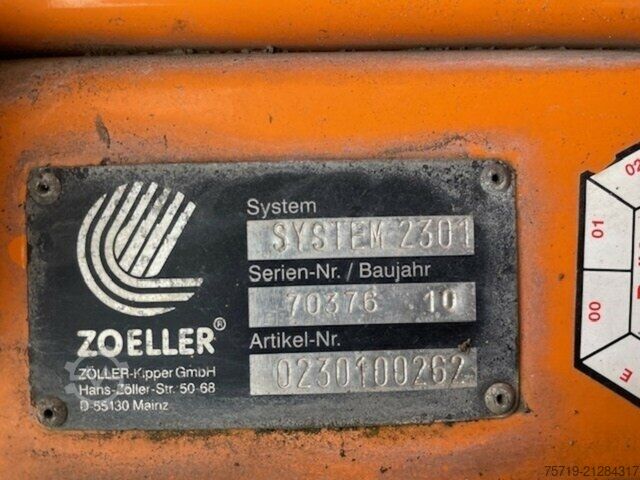 System
SYSTEM 2301
Serien-Nr. / Baujahr
70376 10
Artikel-Nr.
0230100262
ZOELLER®
ZÖLLER-Kipper GmbH
Hans-Zöller-Str. 50-68
D-55130 Mainz
02
01
00
75719-21284317